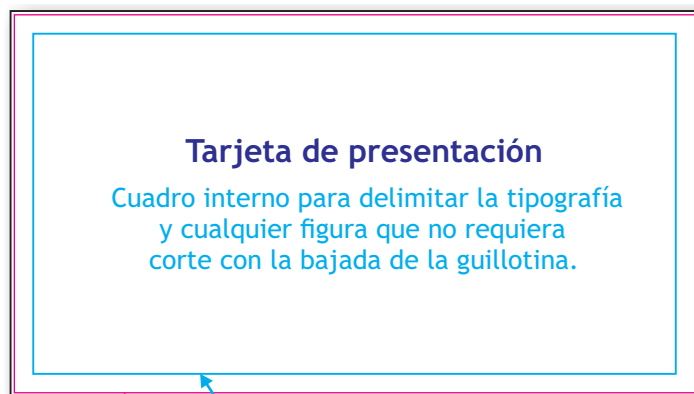 Tarjeta de presentación
Cuadro interno para delimitar la tipografía
y cualquier figura que no requiera
corte con la bajada de la guillotina.